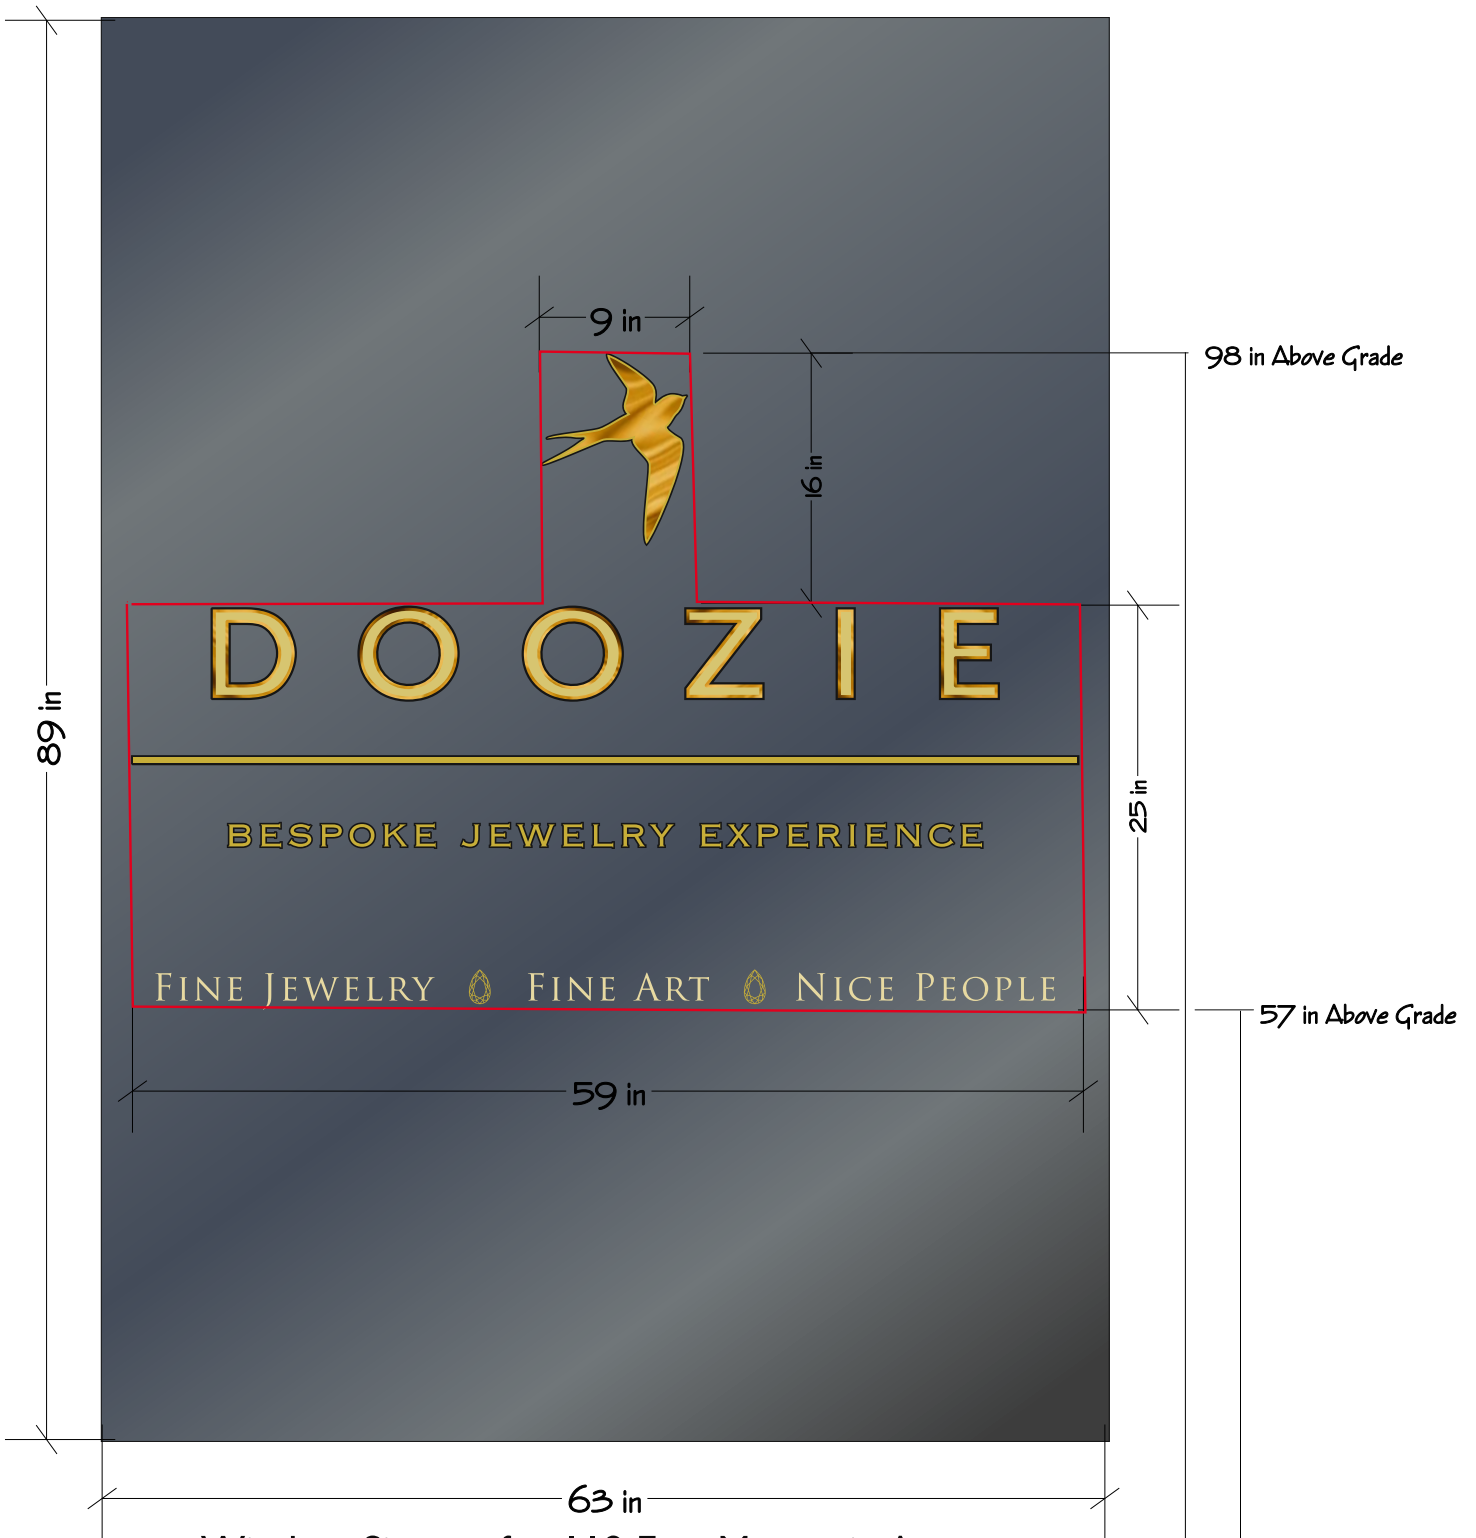 9 in
98 in Above Grade
16 in
DOOZIE
89 in
25 in
BESPOKE JEWELRY EXPERIENCE
FINE JEWELRY FINE ART NICE PEOPLE
57 in Above Grade
59 in
63 in